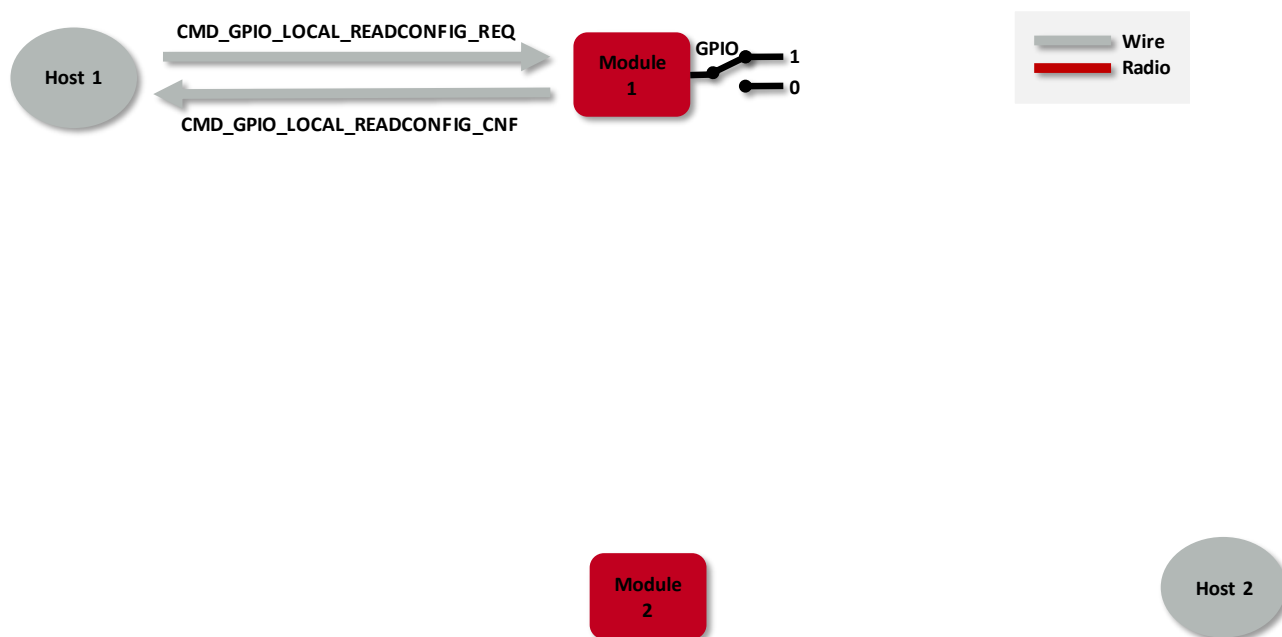 CMD_GPIO_LOCAL_READCONFIG_REQ
Host 1
Module
1
GPIO
1
0
CMD_GPIO_LOCAL_READCONFIG_CNF
Wire
Radio
Module
2
Host 2